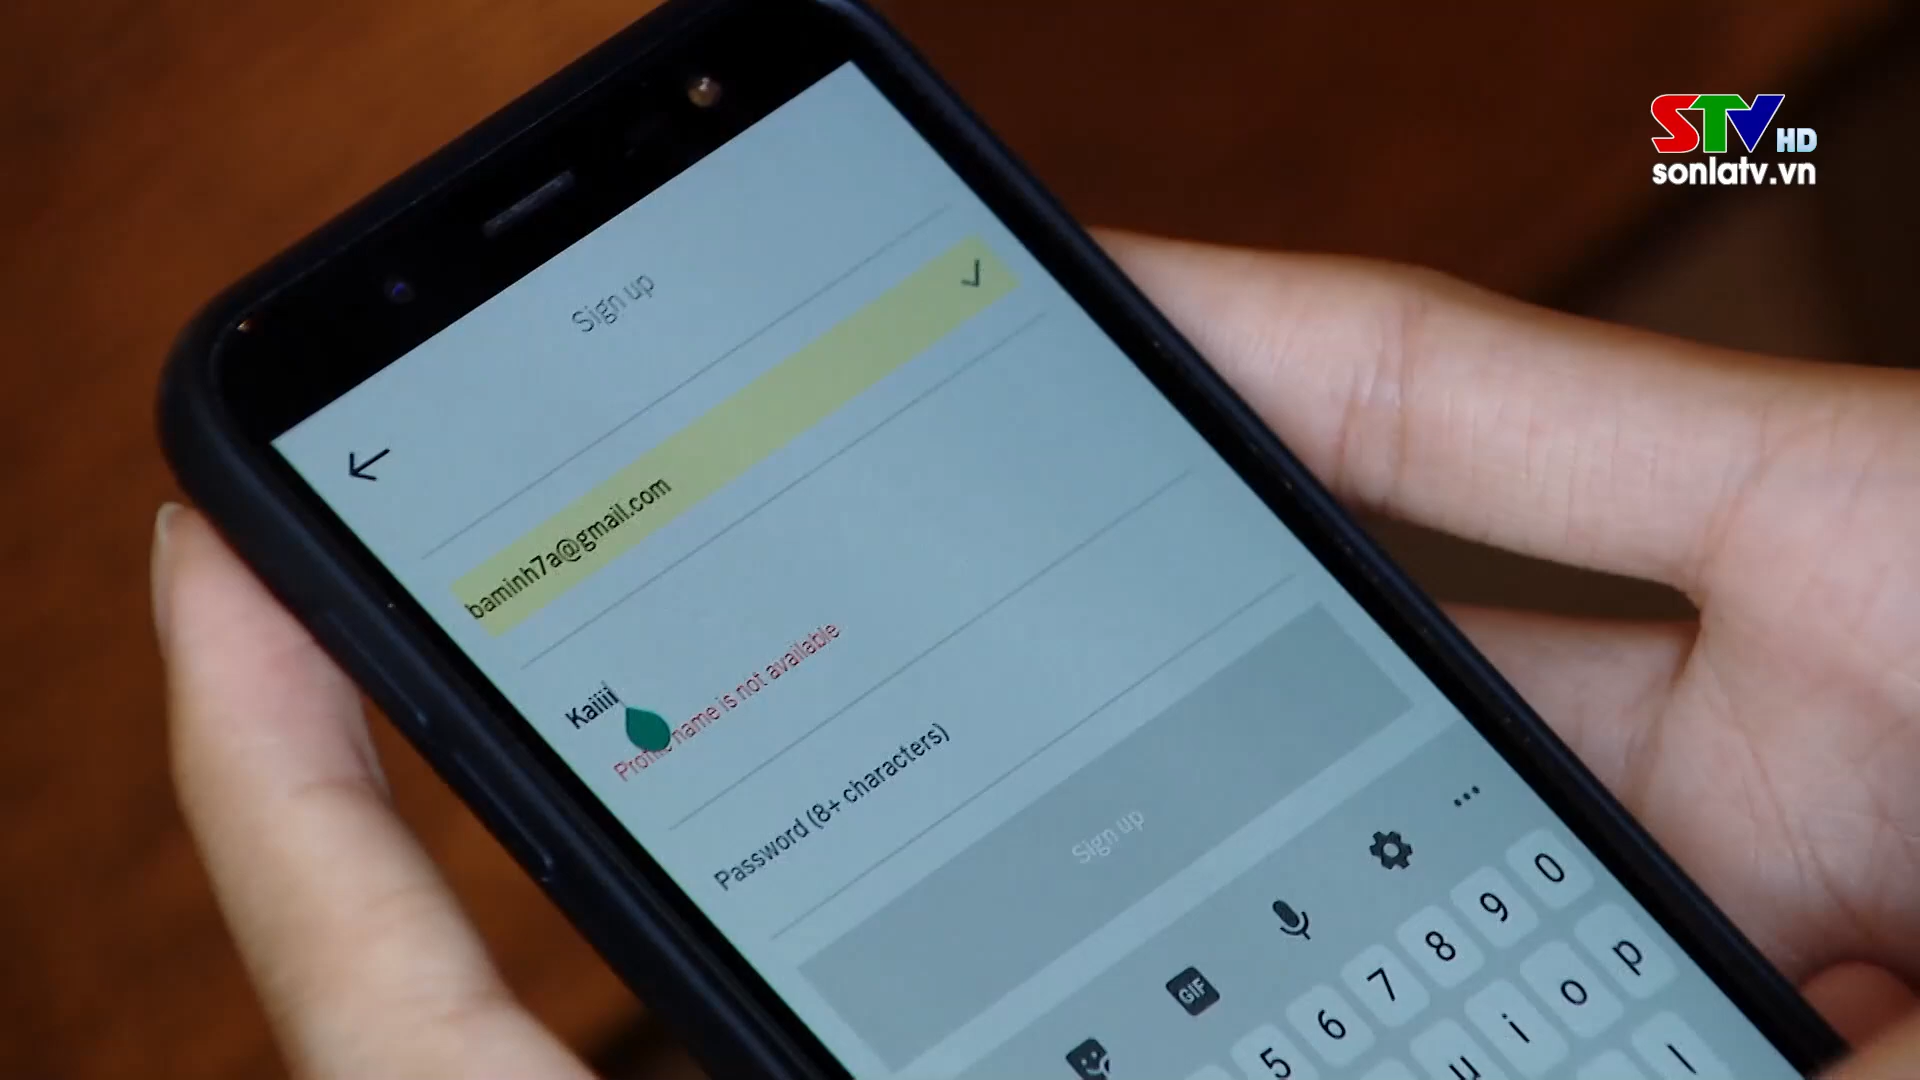 STV HD
sonlatv.vn
Sign up
baminh7a@gmail.com
Kaiiiii
name is not available
Password (8+ characters)
Sign up
GIF
5 6 7 8 9 0
u i o p
l